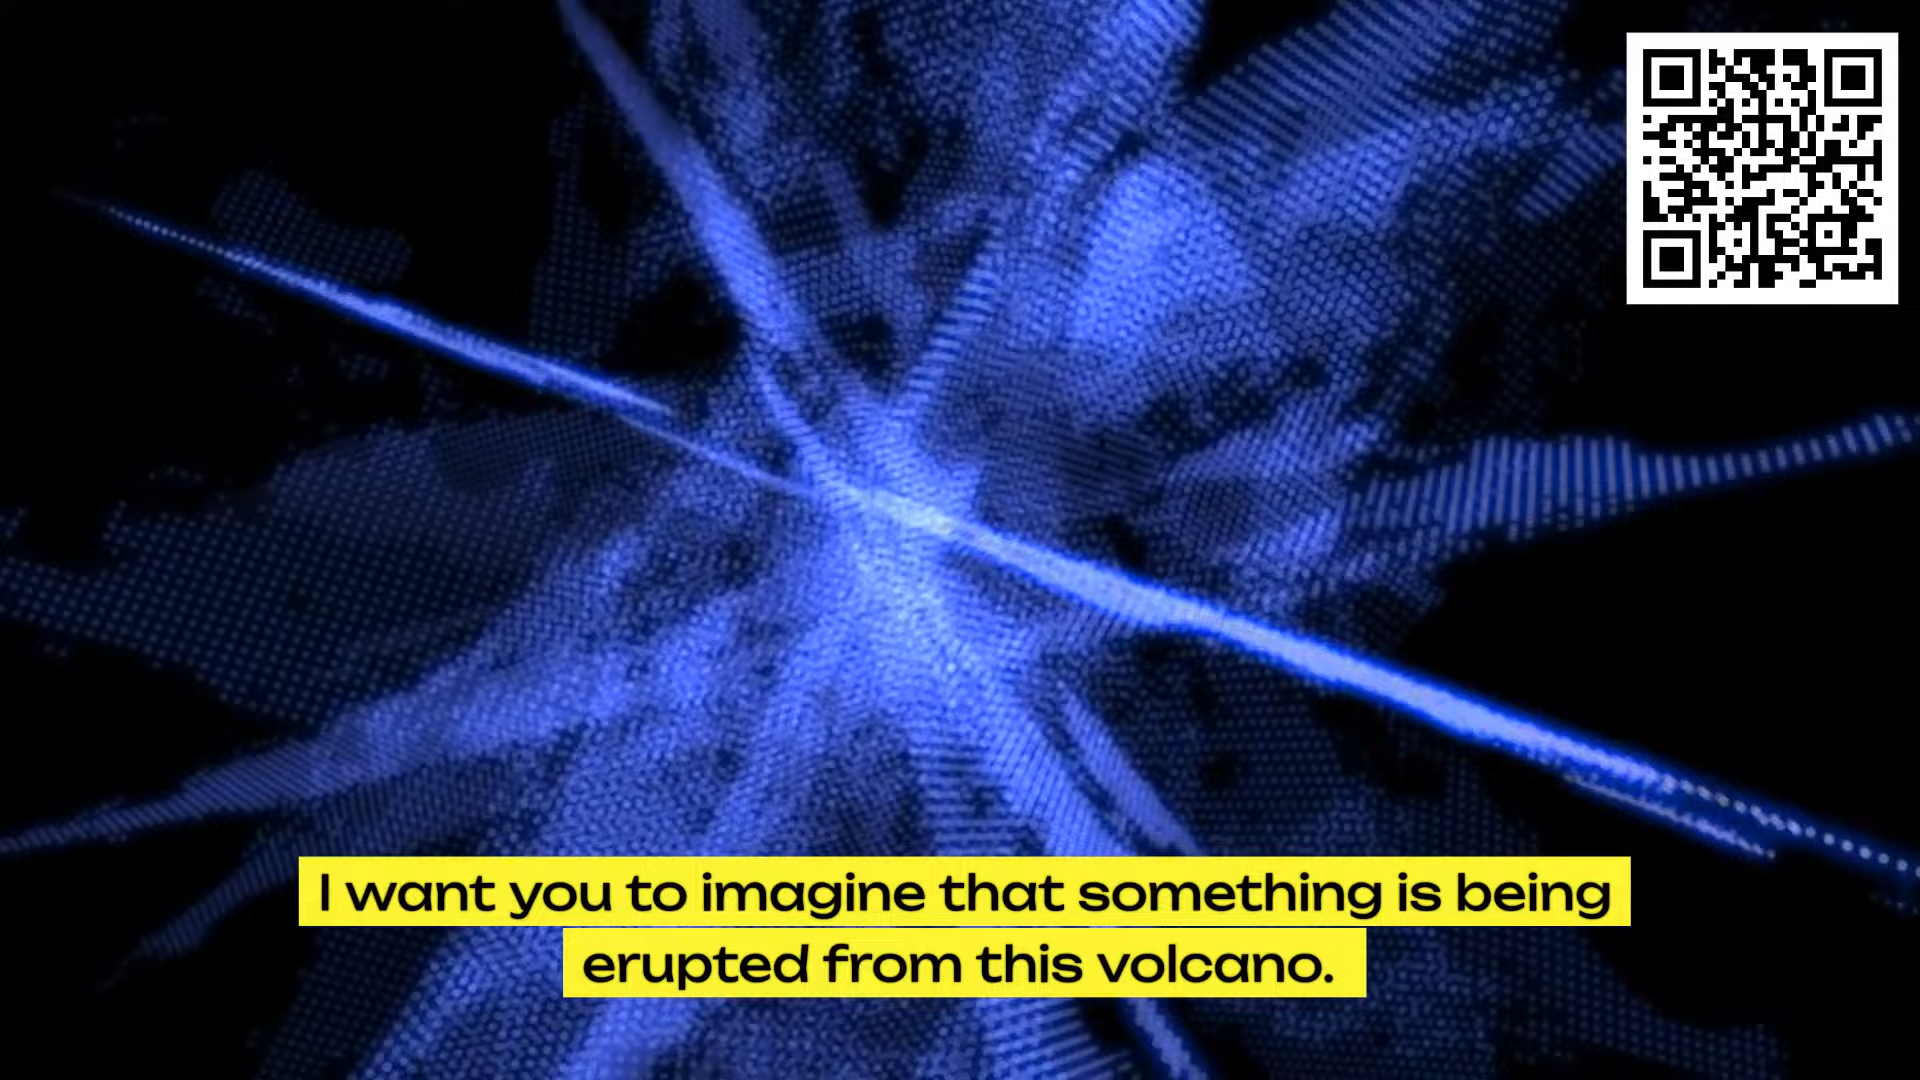 I want you to imagine that something is being
erupted from this volcano.